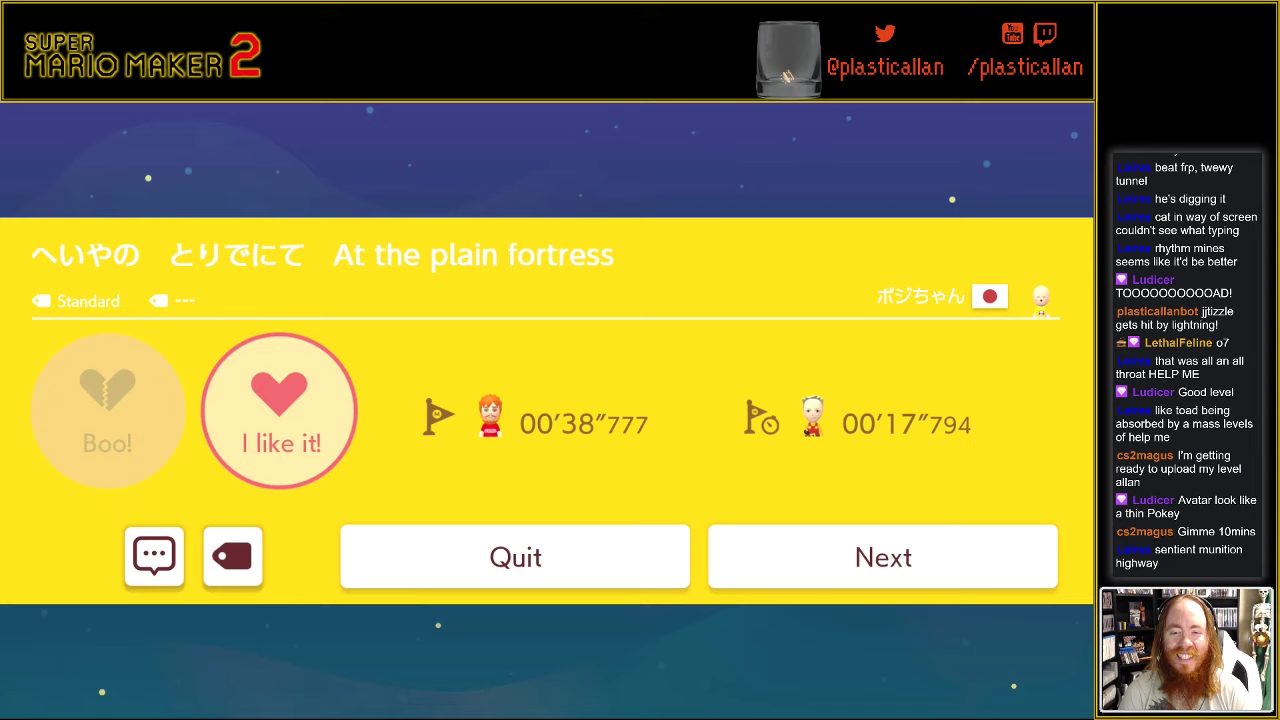 SUPER
MARIO MAKER 2
@plasticallan
You Tube
/plasticallan
へいやの　とりでにて　At the plain fortress
Standard
---
ポジちゃん
Boo!
I like it!
00'38"777
00'17"794
Quit
Next
beat frp, twewy
tunnel
he's digging it
cat in way of screen
couldn't see what typing
rhythm mines
seems like it'd be better
Ludicer
TOOOOOOOOOOAD!
plasticallanbot jjtizzle
gets hit by lightning!
LethalFeline o7
that was all an all
throat HELP ME
Ludicer Good level
like toad being
absorbed by a mass levels
of help me
cs2magus I'm getting
ready to upload my level
allan
Ludicer Avatar look like
a thin Pokey
cs2magus Gimme 10mins
sentient munition
highway